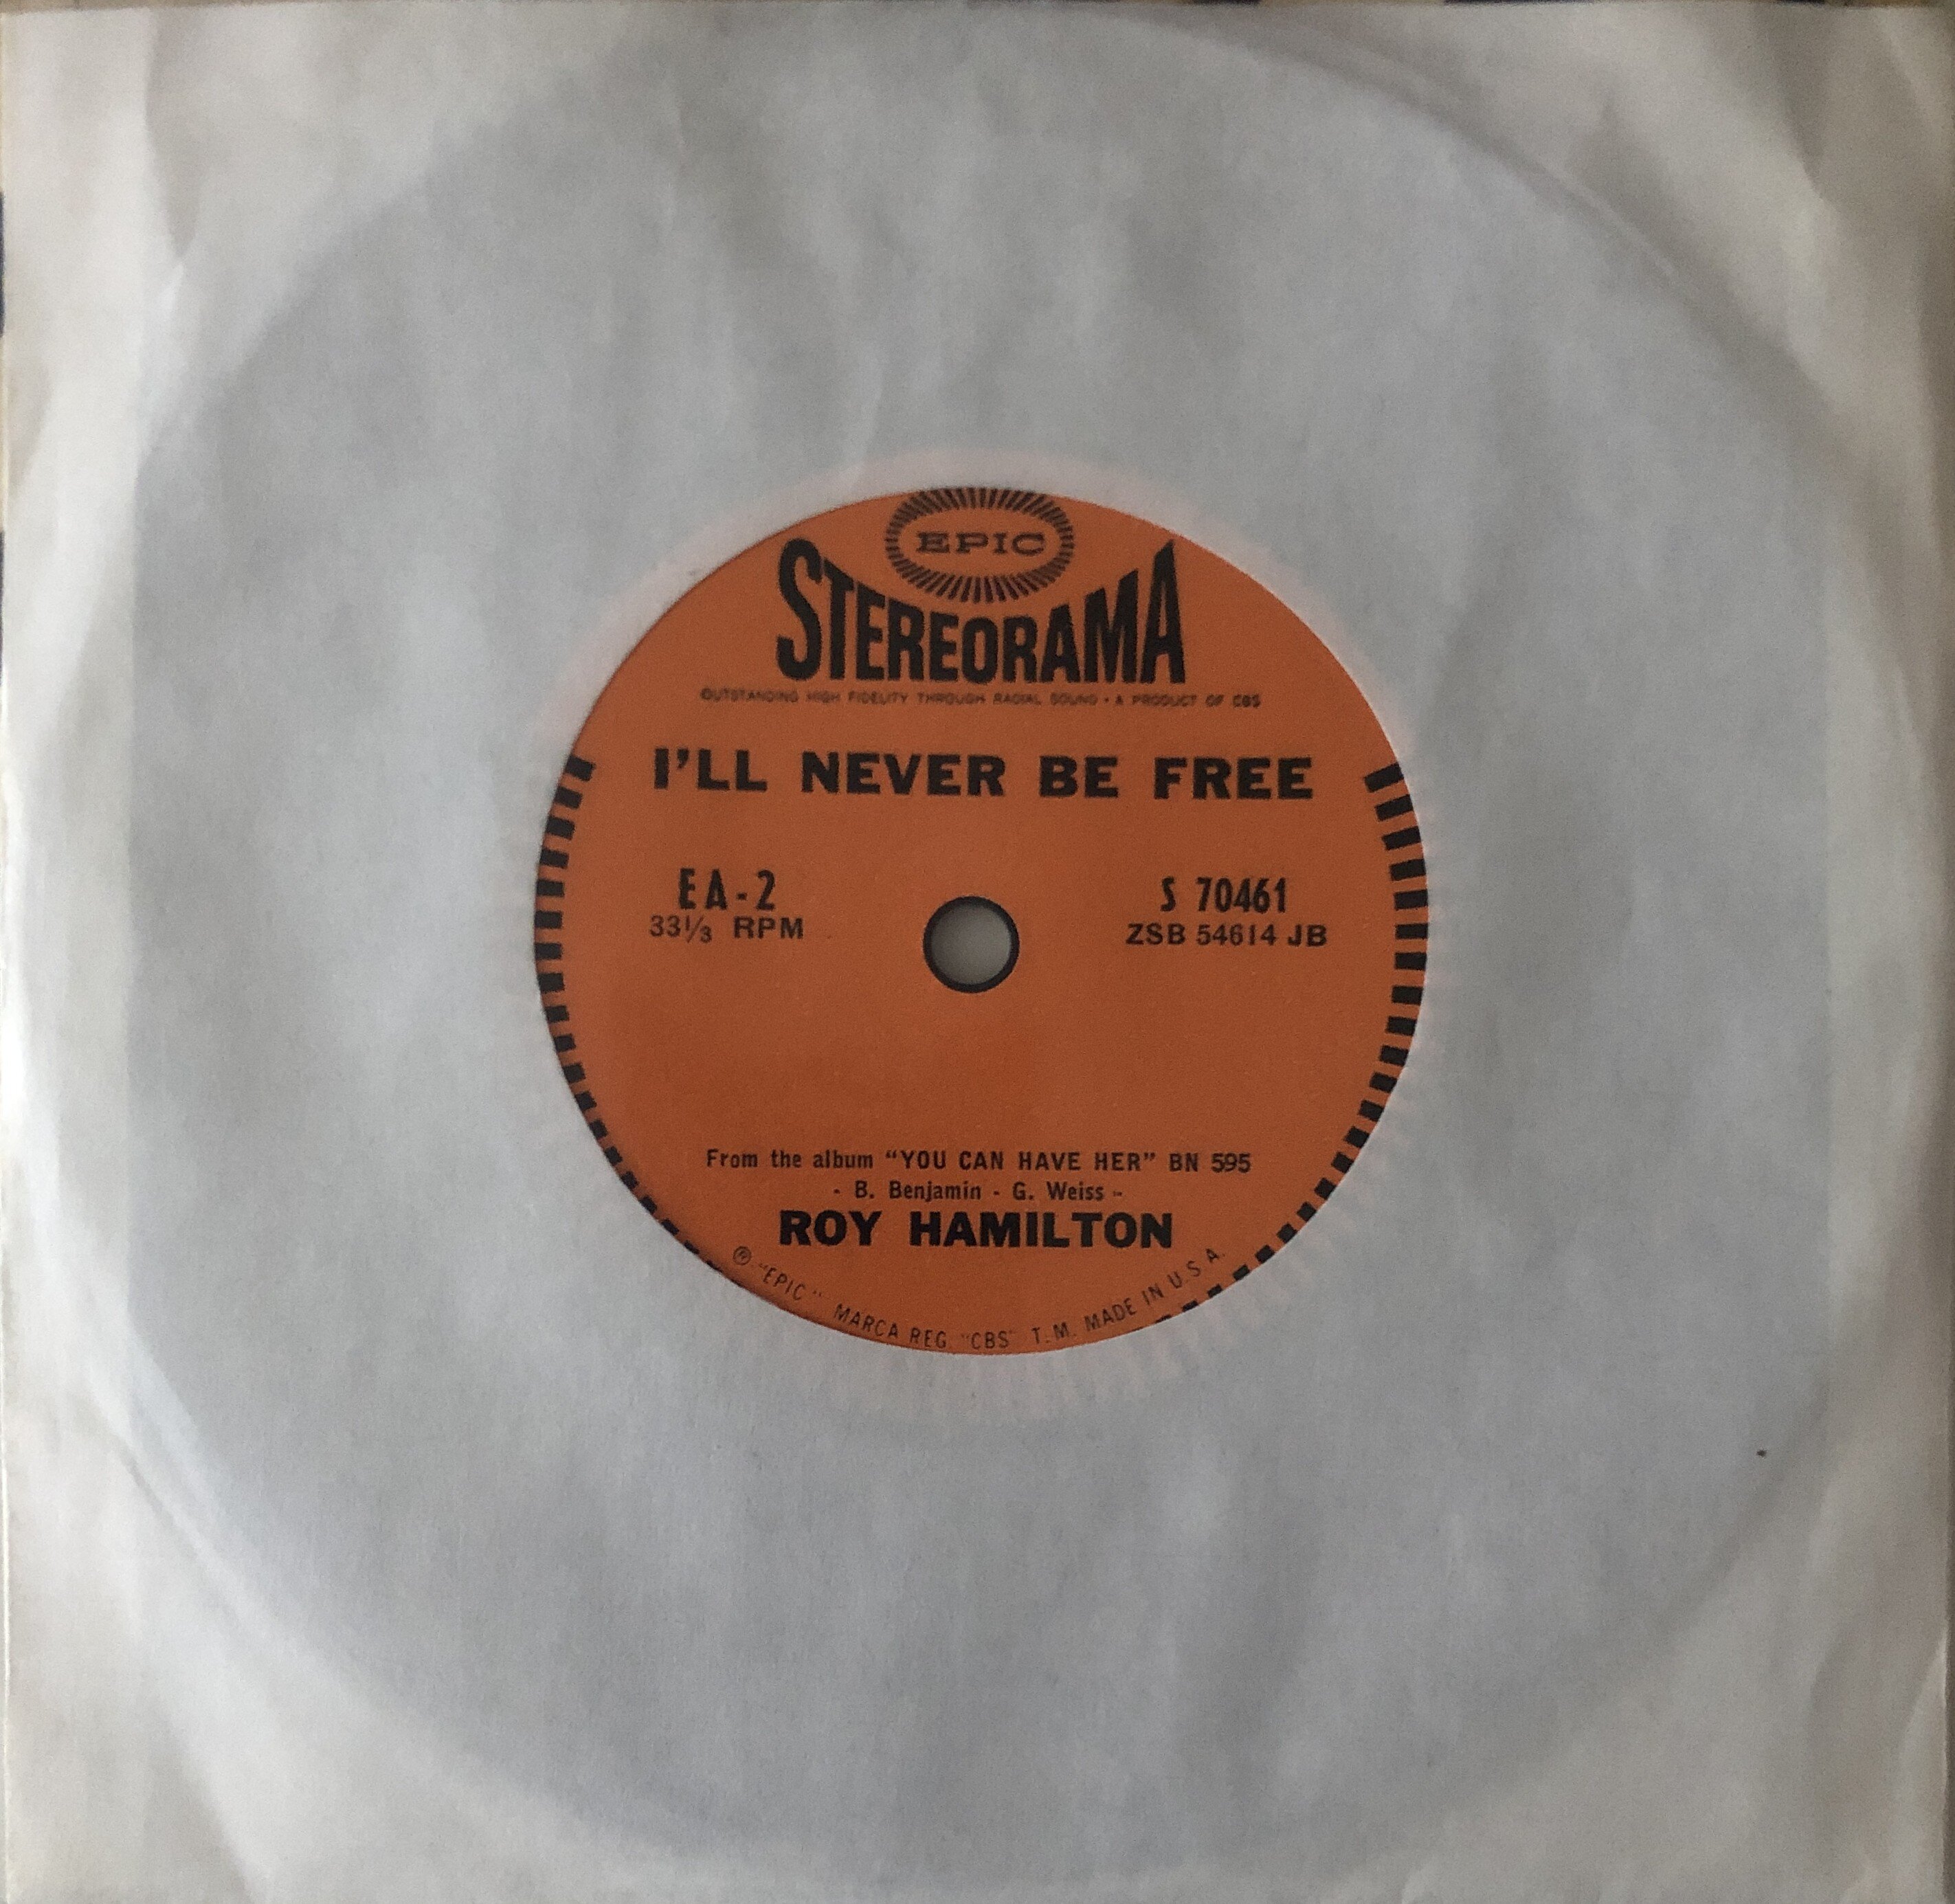 EPIC
STEREORAMA
OUTSTANDING HIGH FIDELITY THROUGH RADIAL SOUND • A PRODUCT OF CBS
I'LL NEVER BE FREE
EA-2
33⅓ RPM
S 70461
ZSB 54614 JB
From the album "YOU CAN HAVE HER" BN 595
- B. Benjamin - G. Weiss -
ROY HAMILTON
® "EPIC" MARCA REG. "CBS" T.M. MADE IN U.S.A.